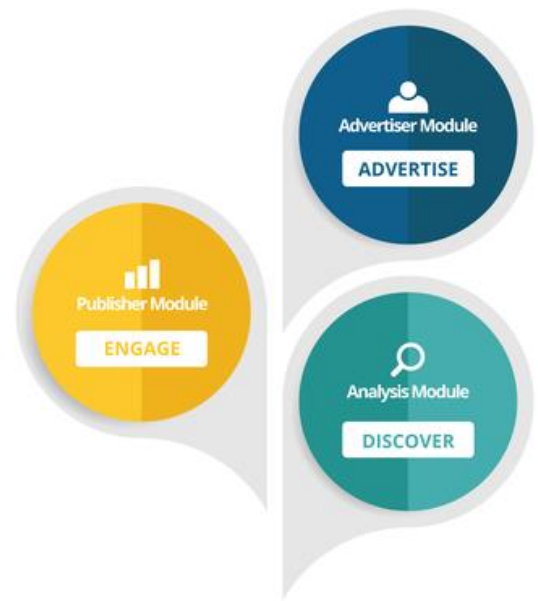 Advertiser Module
ADVERTISE
Publisher Module
ENGAGE
Analysis Module
DISCOVER